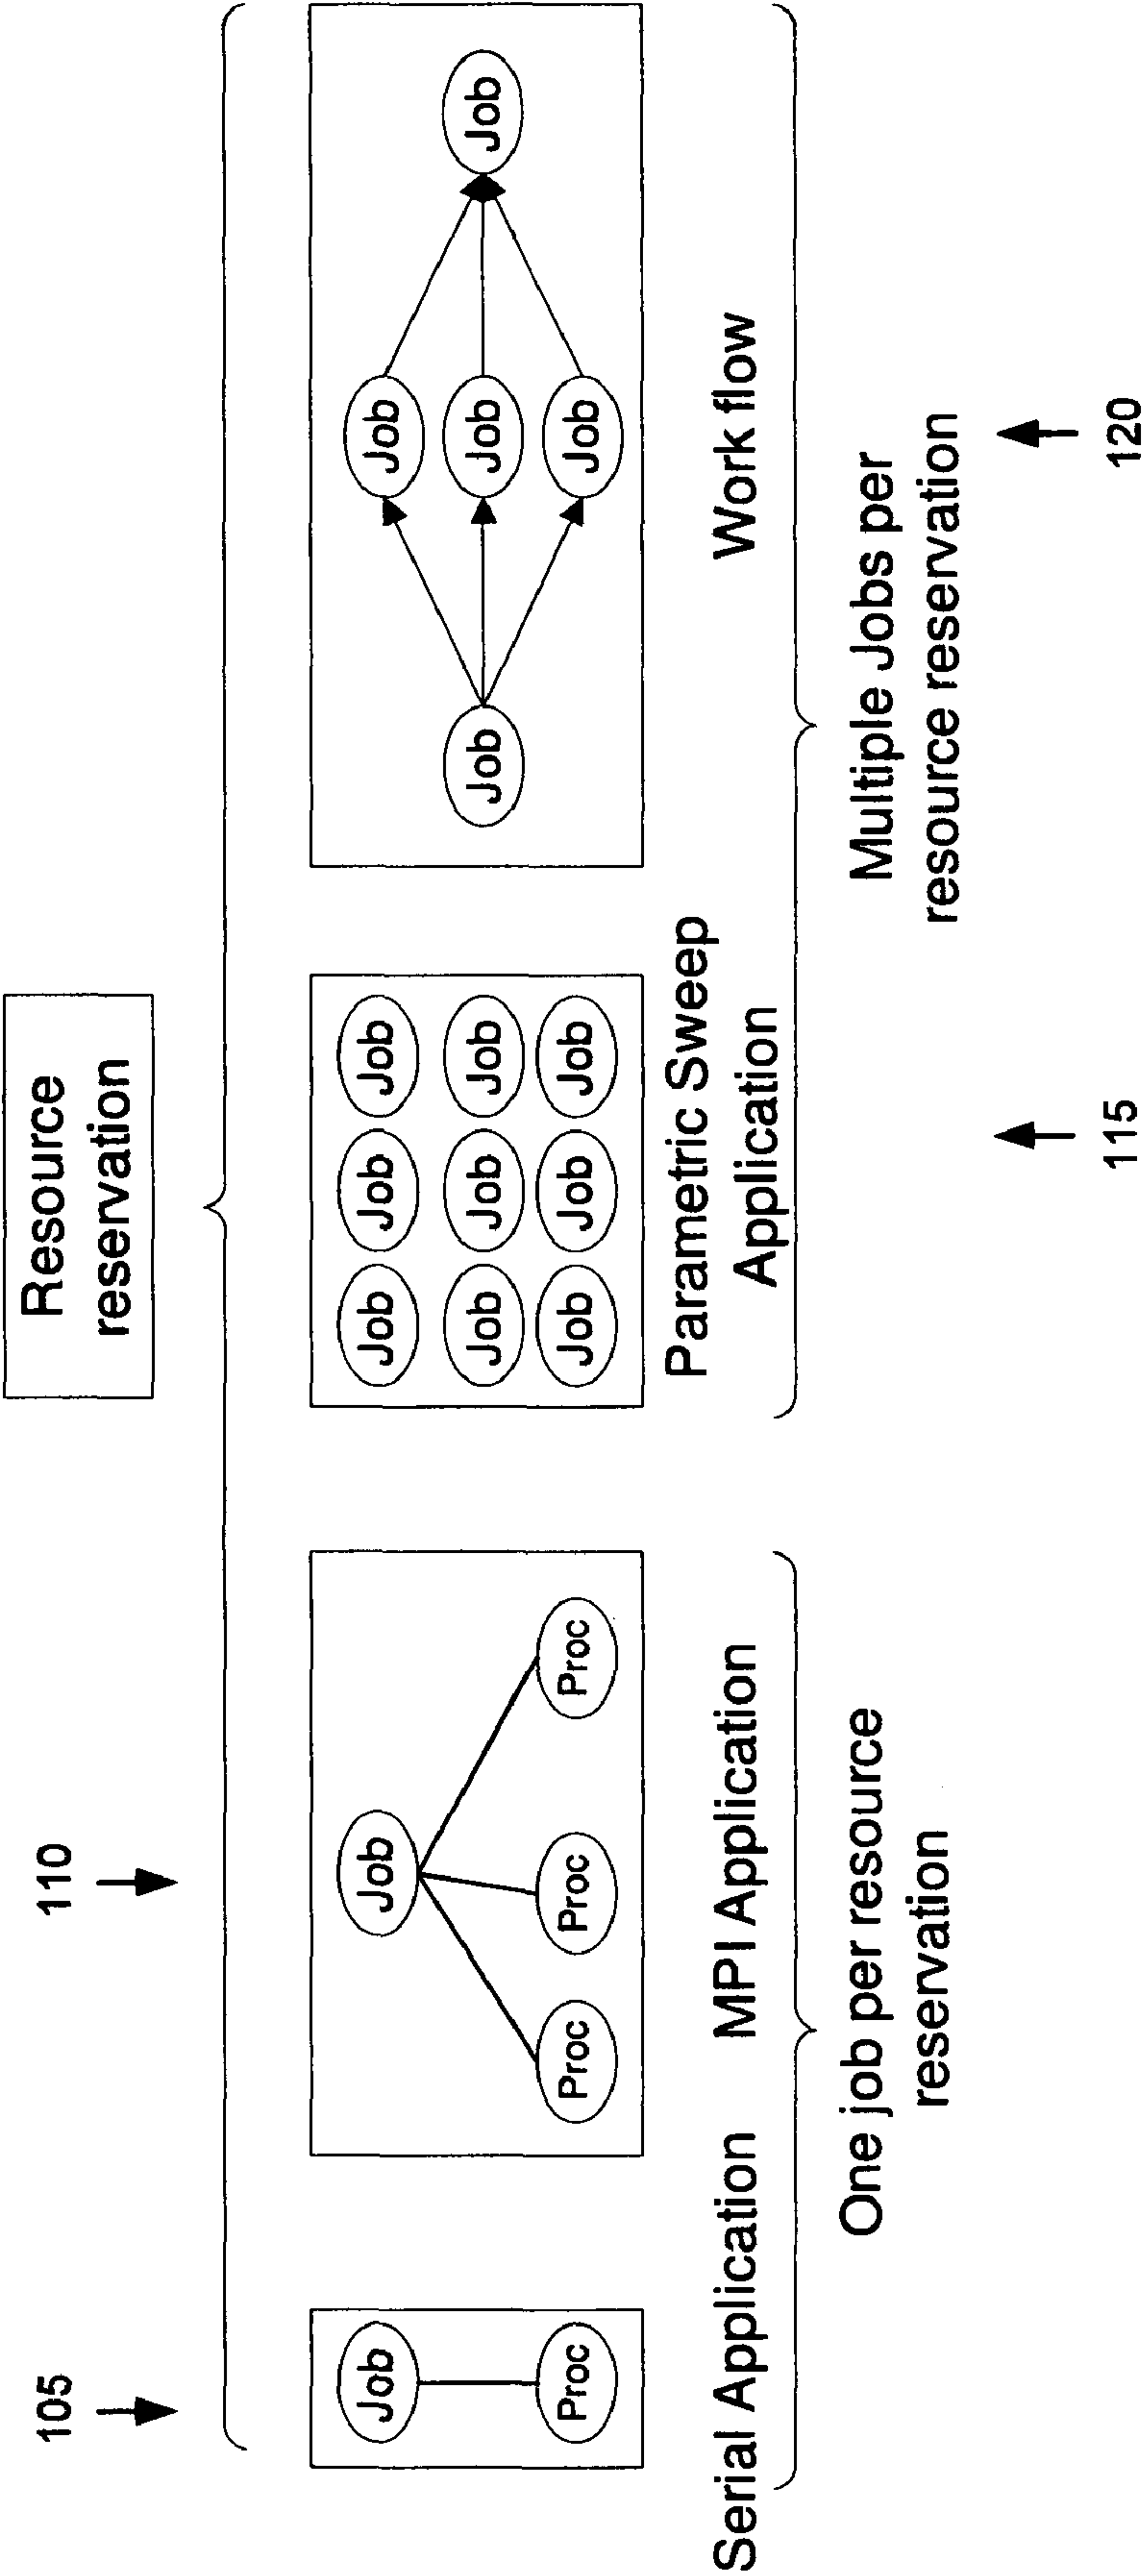 Resource
reservation
105
110
Job
Proc
Job
Proc
Proc
Proc
Job
Job
Job
Job
Job
Job
Job
Job
Job
Job
Job
Job
Job
Job
Serial Application
MPI Application
Parametric Sweep
Application
Work flow
One job per resource
reservation
Multiple Jobs per
resource reservation
115
120